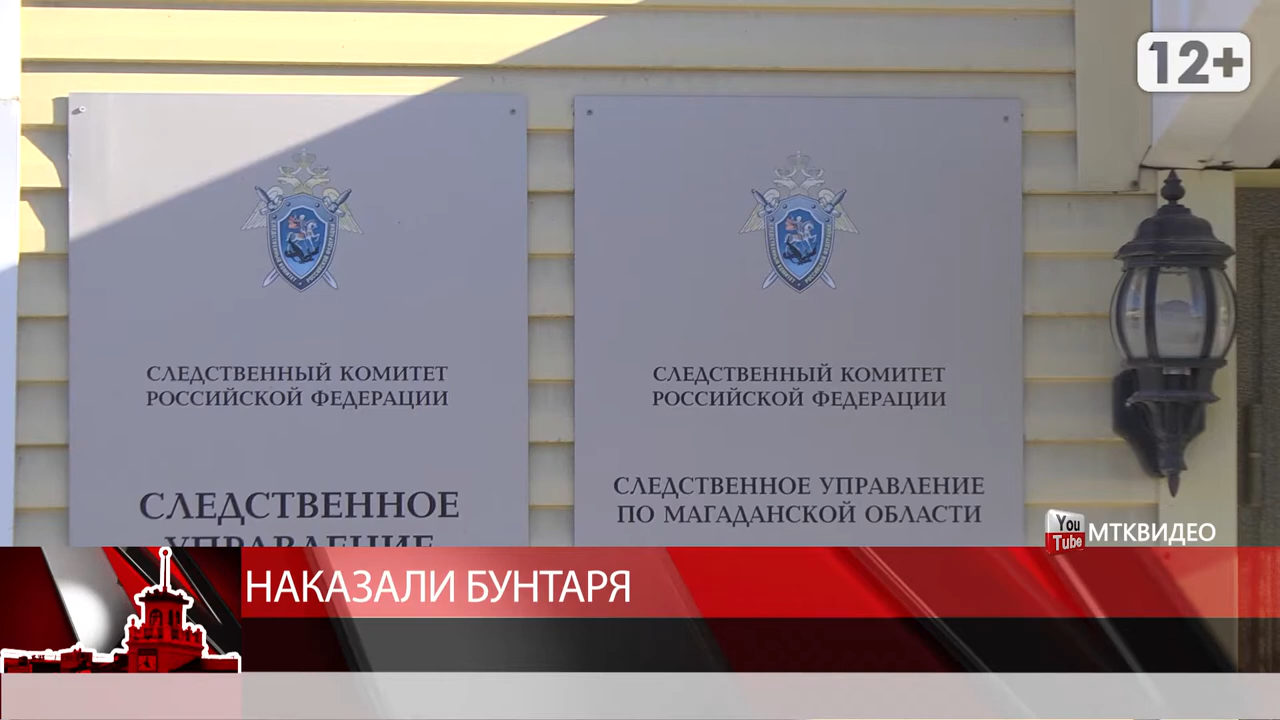 12+
СЛЕДСТВЕННЫЙ КОМИТЕТ
РОССИЙСКОЙ ФЕДЕРАЦИИ
СЛЕДСТВЕННОЕ
УПРАВЛЕНИЕ
СЛЕДСТВЕННЫЙ КОМИТЕТ
РОССИЙСКОЙ ФЕДЕРАЦИИ
СЛЕДСТВЕННОЕ УПРАВЛЕНИЕ
ПО МАГАДАНСКОЙ ОБЛАСТИ
You
Tube
МТКВИДЕО
НАКАЗАЛИ БУНТАРЯ